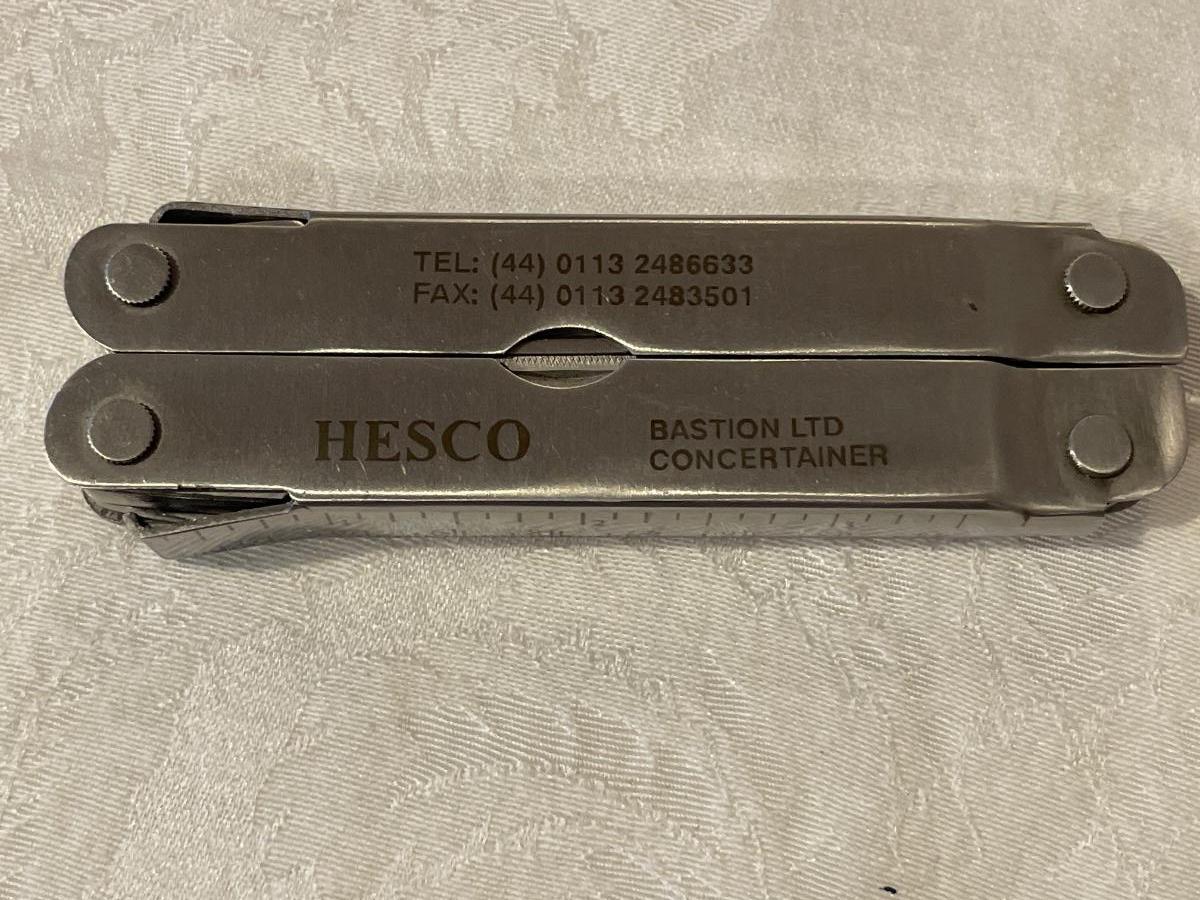 TEL: (44) 0113 2486633
FAX: (44) 0113 2483501
HESCO
BASTION LTD
CONCERTAINER